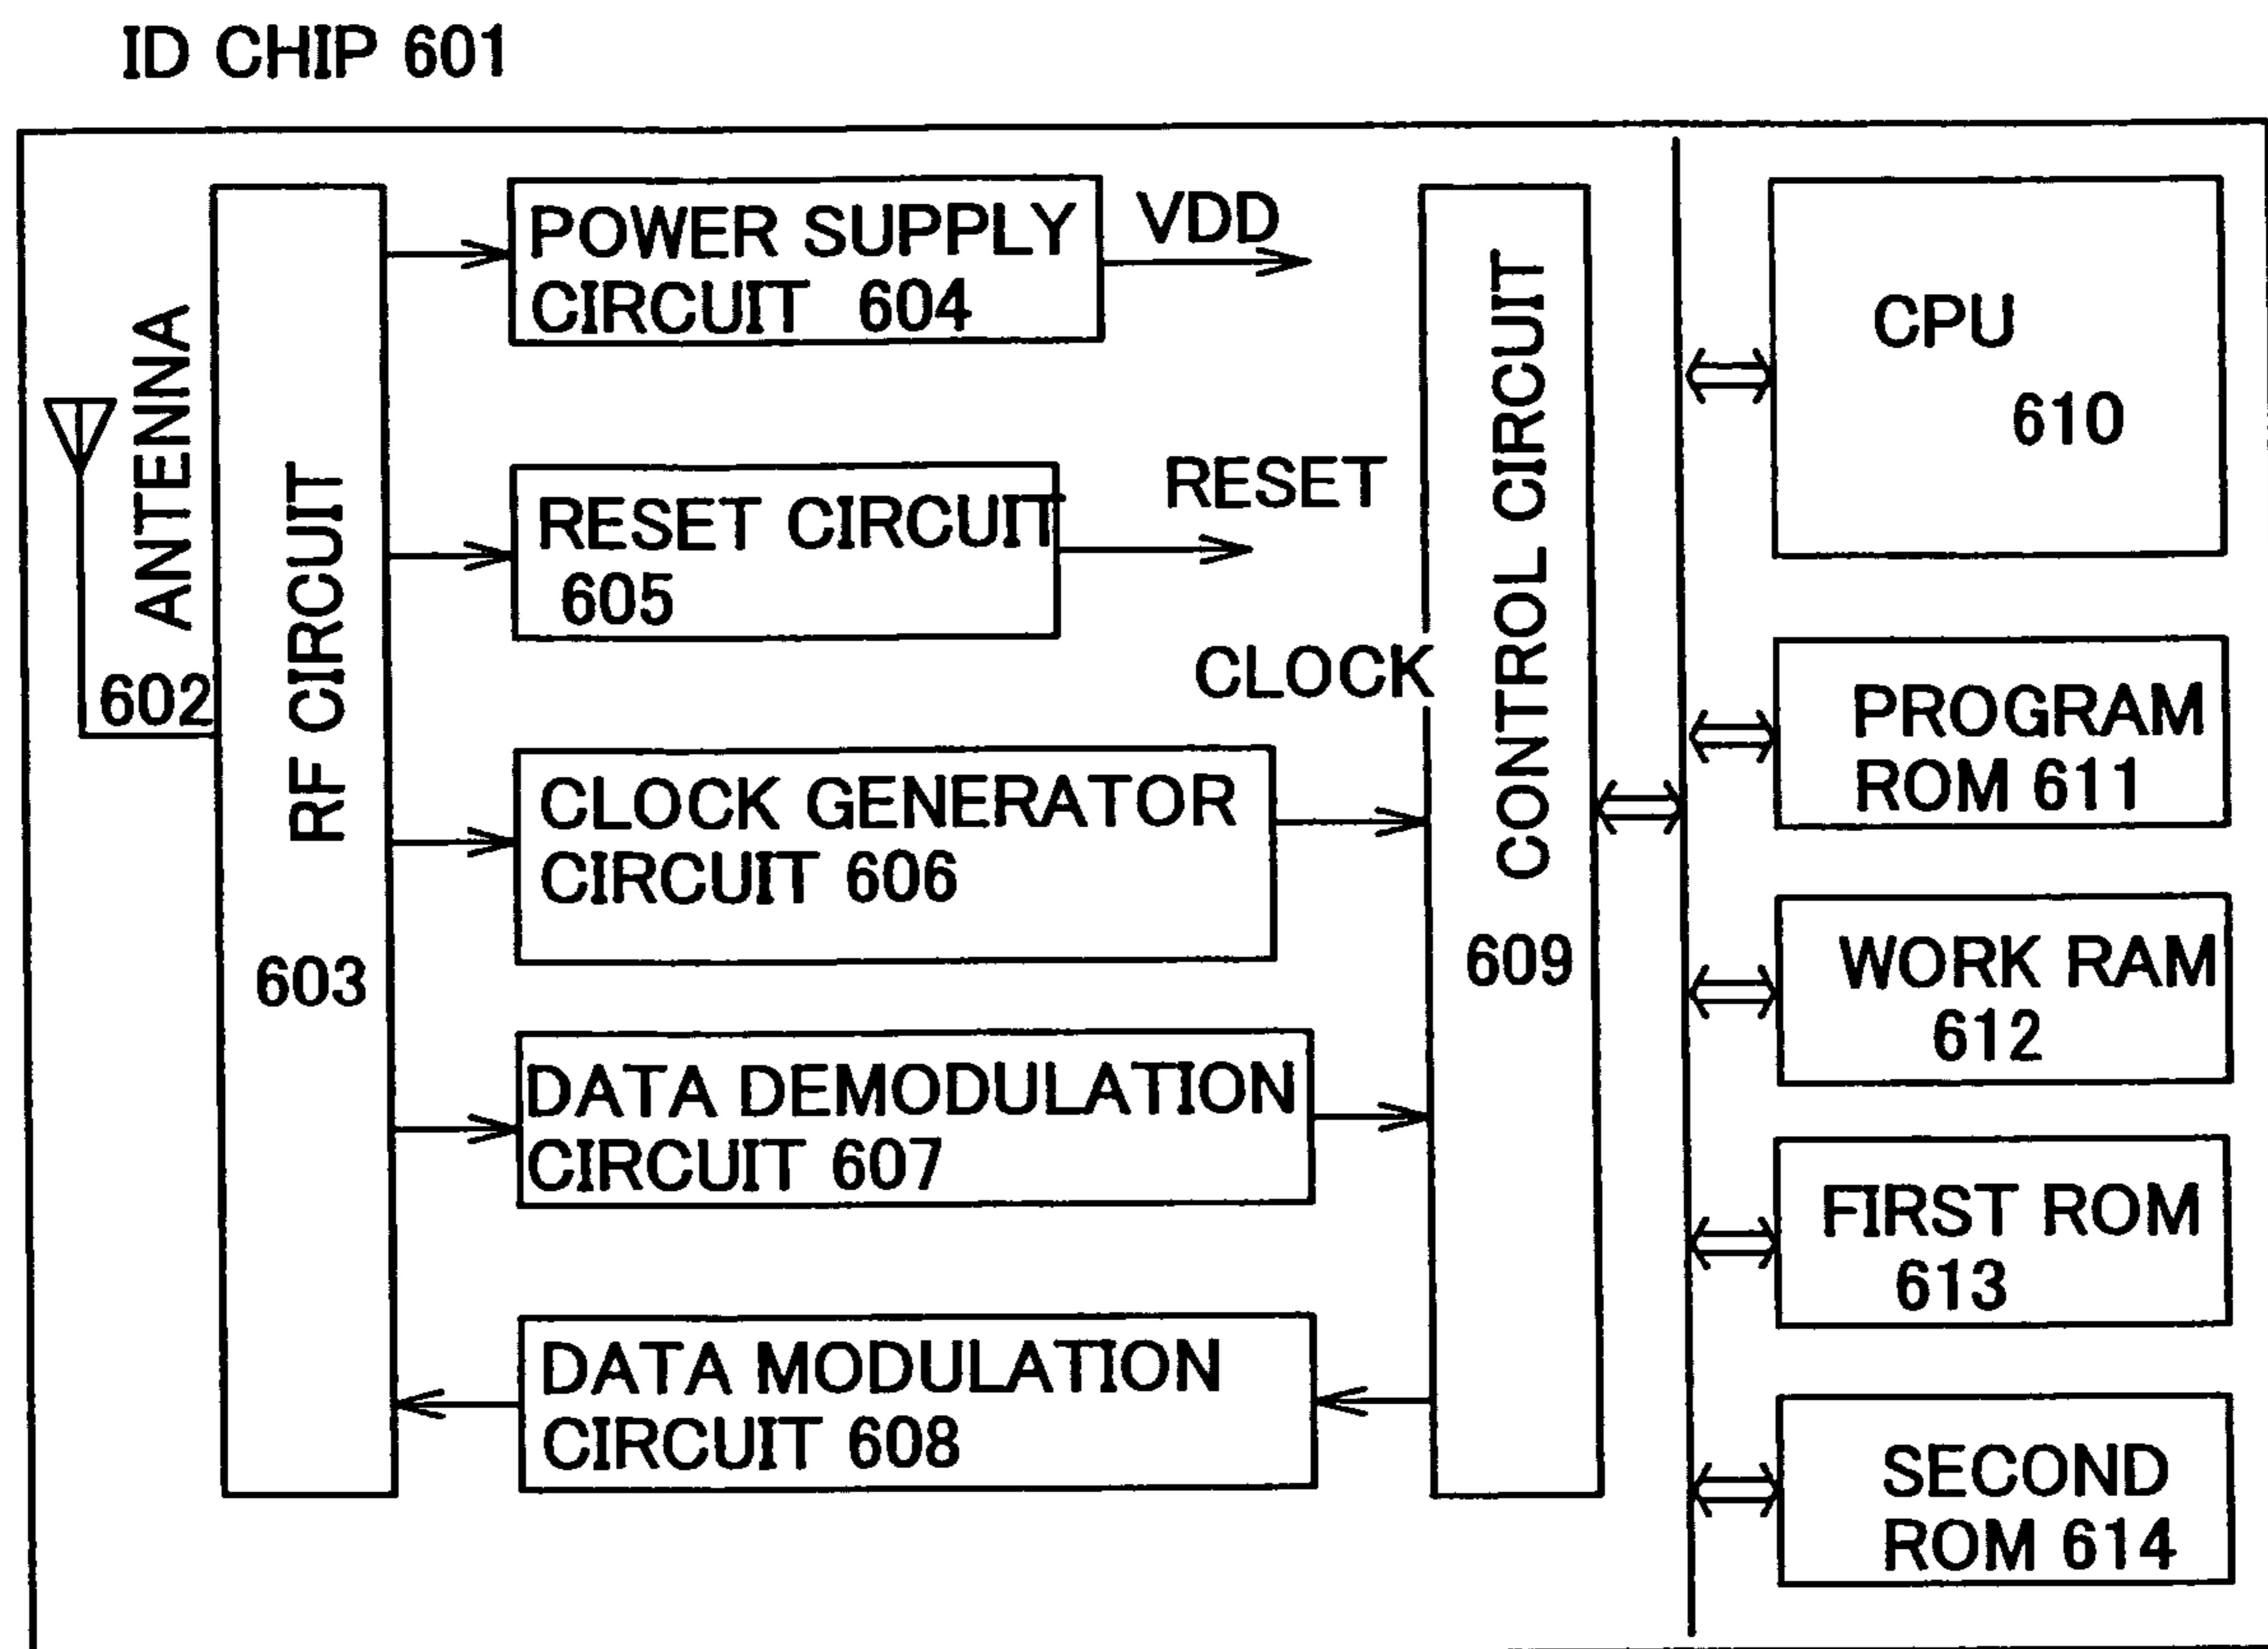 ID CHIP 601
ANTENNA
602
RF CIRCUIT
603
POWER SUPPLY
CIRCUIT 604
VDD
RESET CIRCUIT
605
RESET
CLOCK
CLOCK GENERATOR
CIRCUIT 606
DATA DEMODULATION
CIRCUIT 607
DATA MODULATION
CIRCUIT 608
CONTROL CIRCUIT
609
CPU
610
PROGRAM
ROM 611
WORK RAM
612
FIRST ROM
613
SECOND
ROM 614